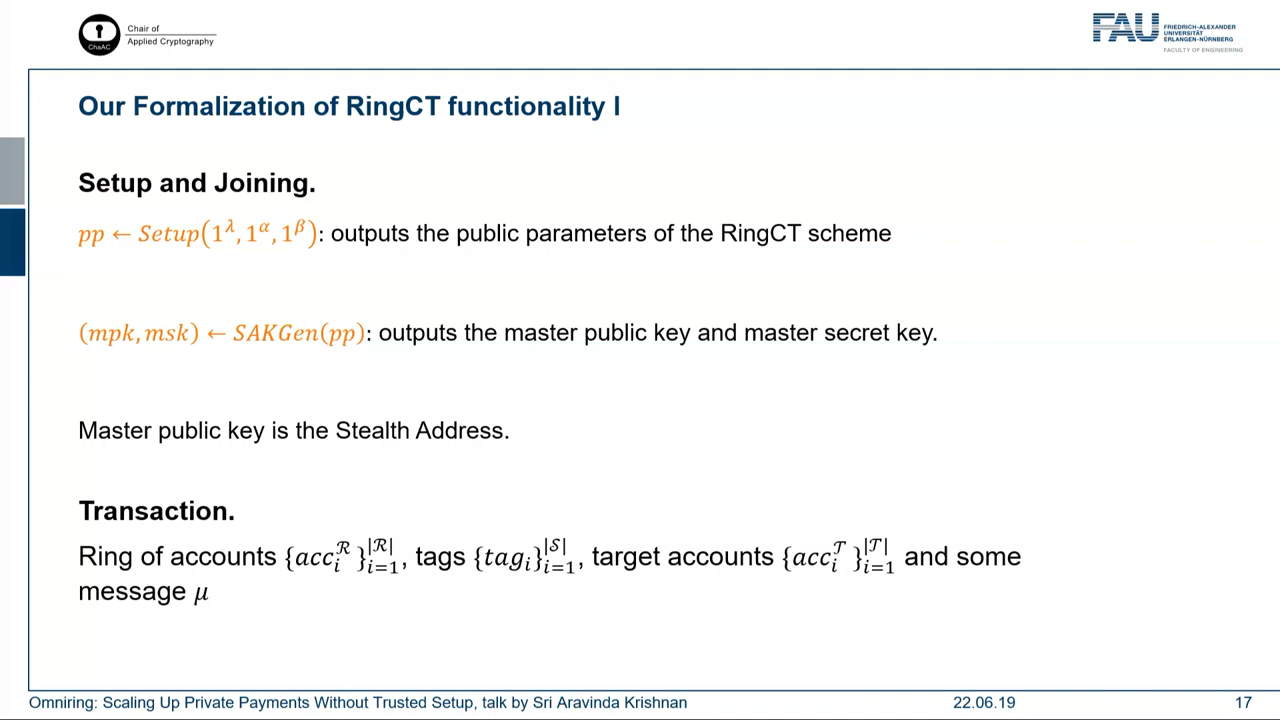 ChaAC
Chair of
Applied Cryptography
FAU
FRIEDRICH-ALEXANDER
UNIVERSITÄT
ERLANGEN-NÜRNBERG
FACULTY OF ENGINEERING
Our Formalization of RingCT functionality I
Setup and Joining.
pp ← Setup(1^λ, 1^α, 1^β): outputs the public parameters of the RingCT scheme
(mpk, msk) ← SAKGen(pp): outputs the master public key and master secret key.
Master public key is the Stealth Address.
Transaction.
Ring of accounts {acc_i^ℛ}_{i=1}^{|ℛ|}, tags {tag_i}_{i=1}^{|𝒮|}, target accounts {acc_i^𝒯}_{i=1}^{|𝒯|} and some
message μ
Omniring: Scaling Up Private Payments Without Trusted Setup, talk by Sri Aravinda Krishnan 22.06.19 17